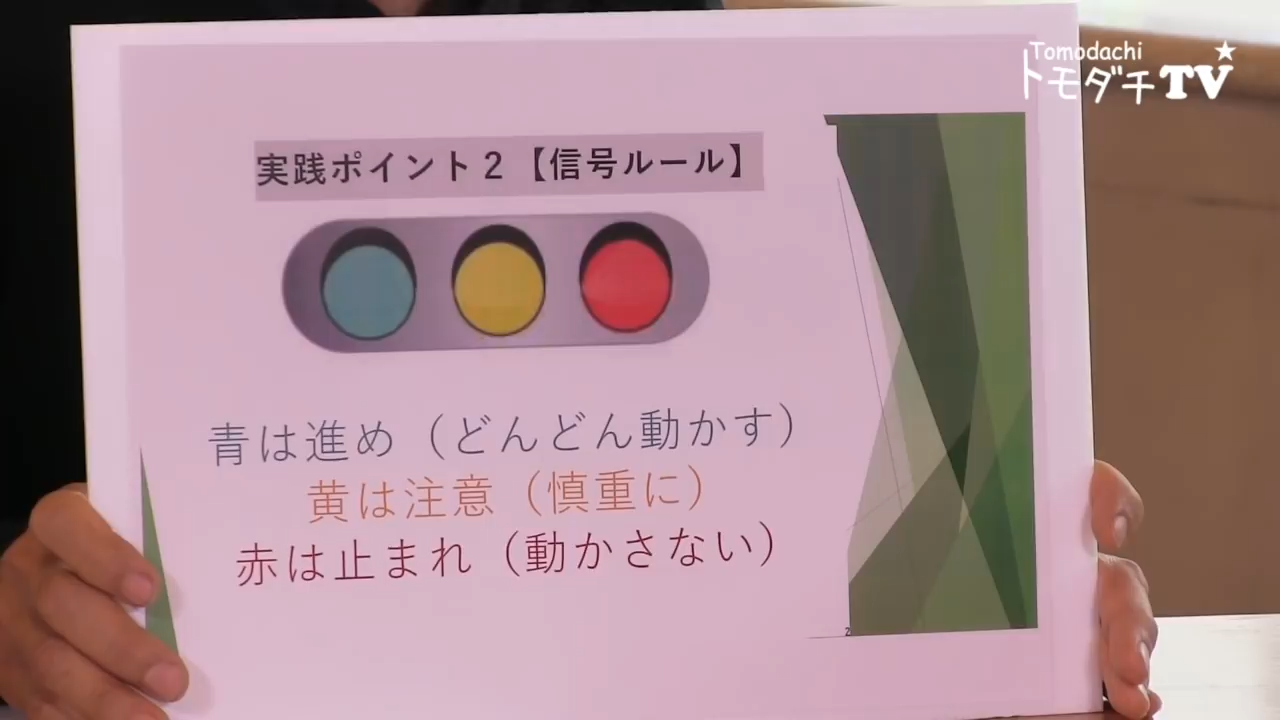 Tomodachi
トモダチTV
実践ポイント2【信号ルール】
青は進め（どんどん動かす）
黄は注意（慎重に）
赤は止まれ（動かさない）
2